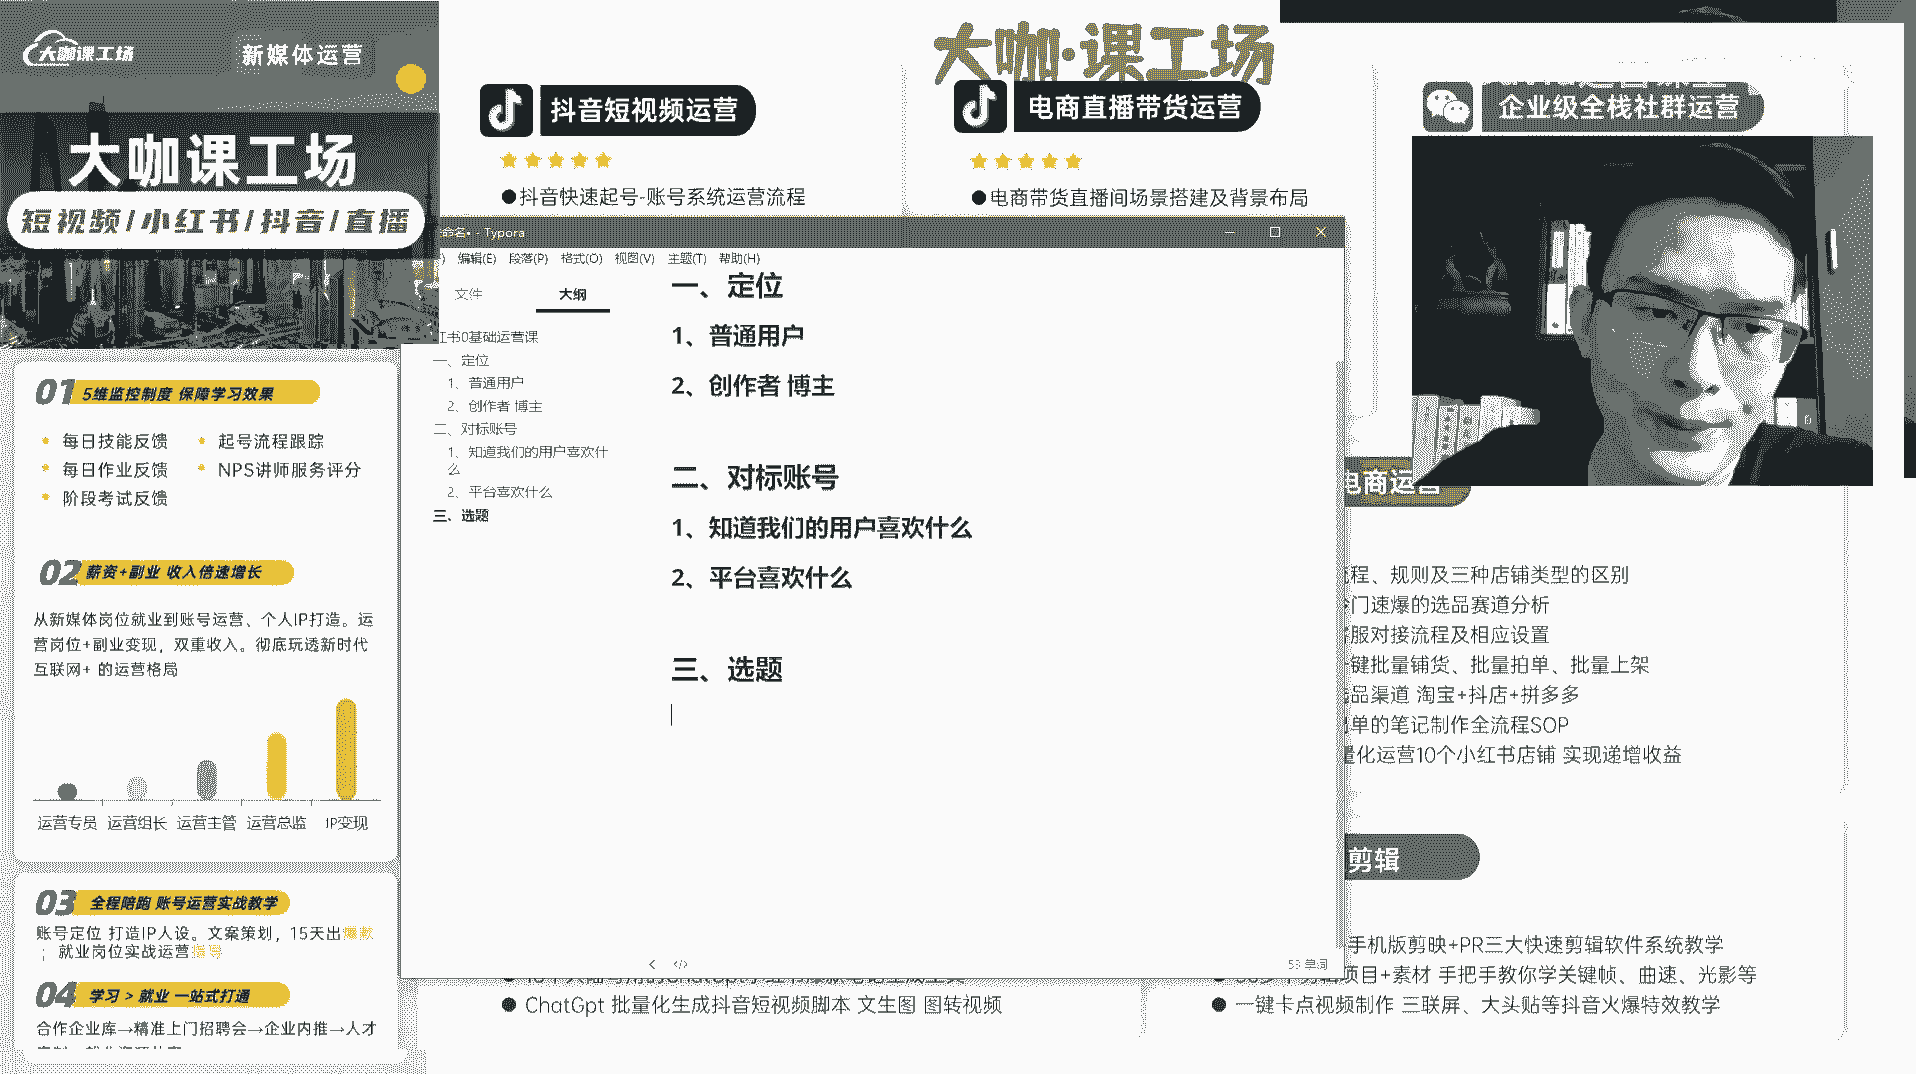 大咖课工场
新媒体运营
大咖课工场
短视频/小红书/抖音/直播
01 5维监控制度 保障学习效果
每日技能反馈
起号流程跟踪
每日作业反馈
NPS讲师服务评分
阶段考试反馈
02 薪资+副业 收入倍速增长
从新媒体岗位就业到账号运营、个人IP打造。运
营岗位+副业变现，双重收入。彻底玩透新时代
互联网+ 的运营格局
运营专员 运营组长 运营主管 运营总监 IP变现
03 全程陪跑 账号运营实战教学
账号定位 打造IP人设。文案策划，15天出爆款
；就业岗位实战运营指导
04 学习 > 就业 一站式打通
合作企业库→精准上门招聘会→企业内推→人才
大咖·课工场
抖音短视频运营
●抖音快速起号-账号系统运营流程
电商直播带货运营
●电商带货直播间场景搭建及背景布局
企业级全栈社群运营
命名• - Typora
编辑(E) 段落(P) 格式(O) 视图(V) 主题(T) 帮助(H)
文件
大纲
红书0基础运营课
一、定位
1、普通用户
2、创作者 博主
二、对标账号
1、知道我们的用户喜欢什
么
2、平台喜欢什么
三、选题
一、定位
1、普通用户
2、创作者 博主
二、对标账号
1、知道我们的用户喜欢什么
2、平台喜欢什么
三、选题
53 单词
电商运营
流程、规则及三种店铺类型的区别
门速爆的选品赛道分析
客服对接流程及相应设置
一键批量铺货、批量拍单、批量上架
选品渠道 淘宝+抖店+拼多多
单的笔记制作全流程SOP
量化运营10个小红书店铺 实现递增收益
剪辑
手机版剪映+PR三大快速剪辑软件系统教学
项目+素材 手把手教你学关键帧、曲速、光影等
●一键卡点视频制作 三联屏、大头贴等抖音火爆特效教学
●ChatGpt 批量化生成抖音短视频脚本 文生图 图转视频